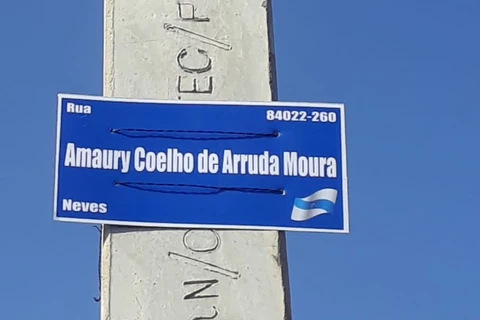 Rua
84022-260
Amaury Coelho de Arruda Moura
Neves